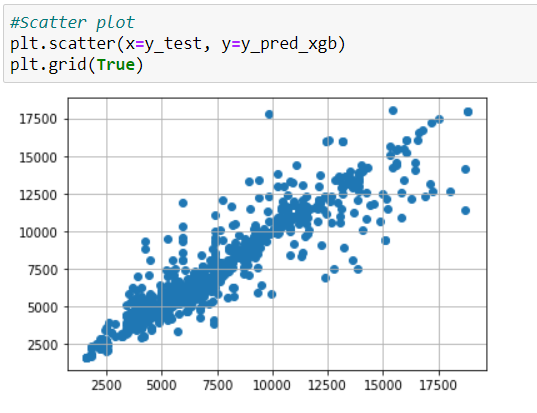 #Scatter plot
plt.scatter(x=y_test, y=y_pred_xgb)
plt.grid(True)
17500
15000
12500
10000
7500
5000
2500
2500 5000 7500 10000 12500 15000 17500